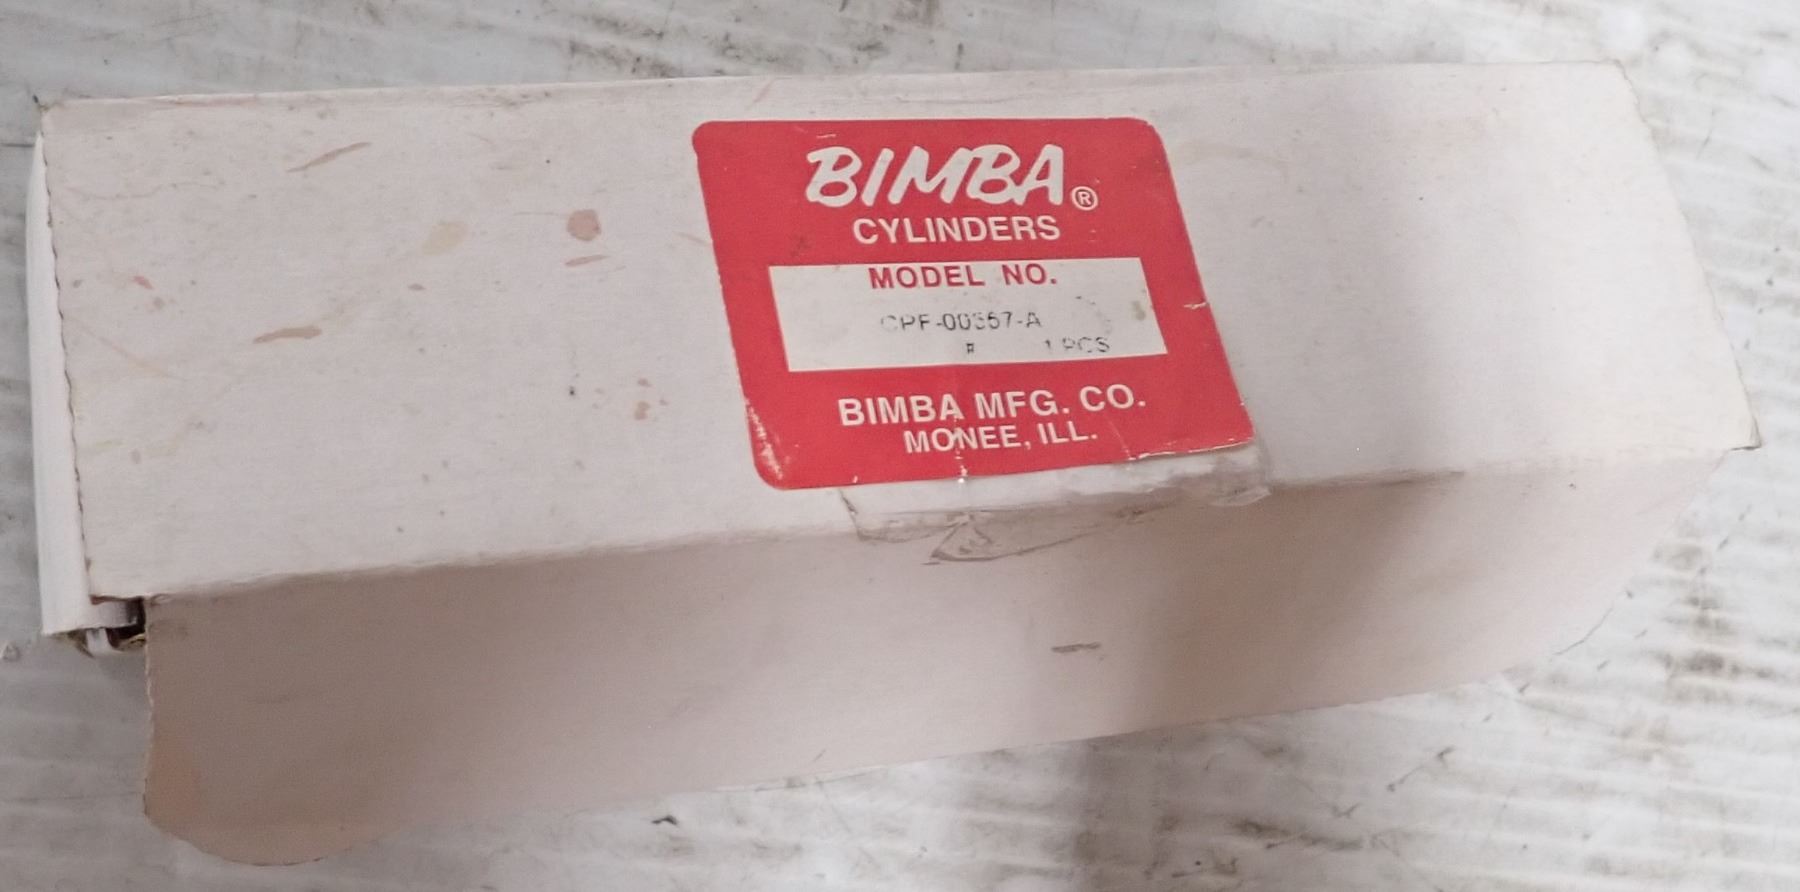 BIMBA®
CYLINDERS
MODEL NO.
CPF-00357-A
# 1 PCS
BIMBA MFG. CO.
MONEE, ILL.